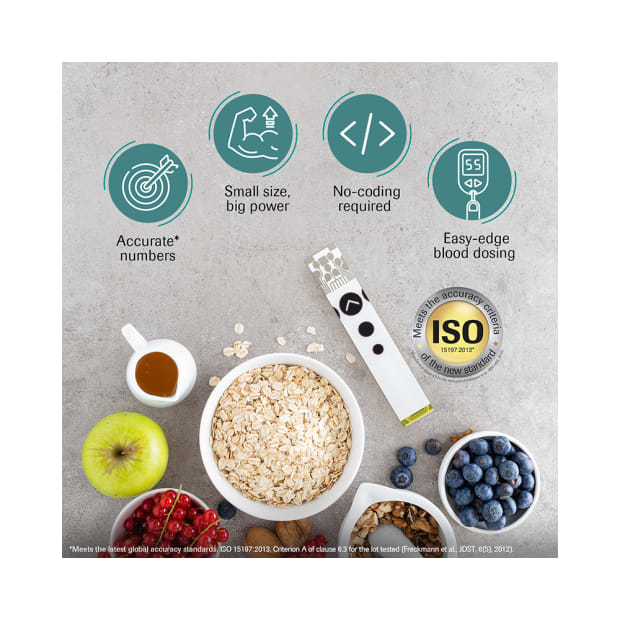 Accurate*
numbers
Small size,
big power
No-coding
required
55
Easy-edge
blood dosing
Meets the accuracy criteria
ISO
15197:2013*
of the new standard
*Meets the latest global accuracy standards, ISO 15197:2013. Criterion A of clause 6.3 for the lot tested (Freckmann et al., JDST, 6(5), 2012).